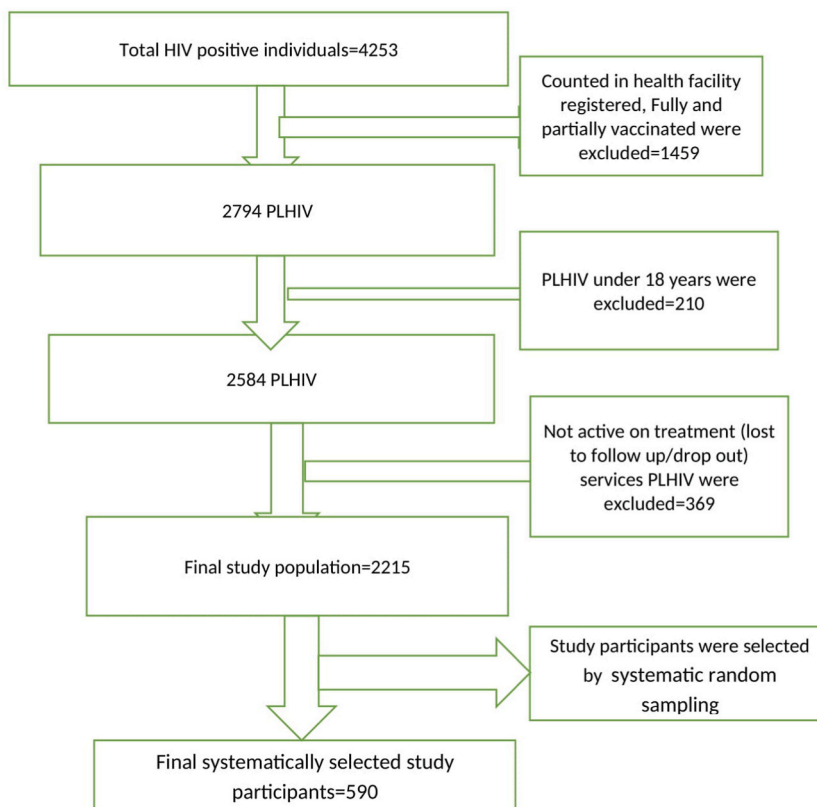 Total HIV positive individuals=4253
Counted in health facility
registered, Fully and
partially vaccinated were
excluded=1459
2794 PLHIV
PLHIV under 18 years were
excluded=210
2584 PLHIV
Not active on treatment (lost
to follow up/drop out)
services PLHIV were
excluded=369
Final study population=2215
Study participants were selected
by systematic random
sampling
Final systematically selected study
participants=590